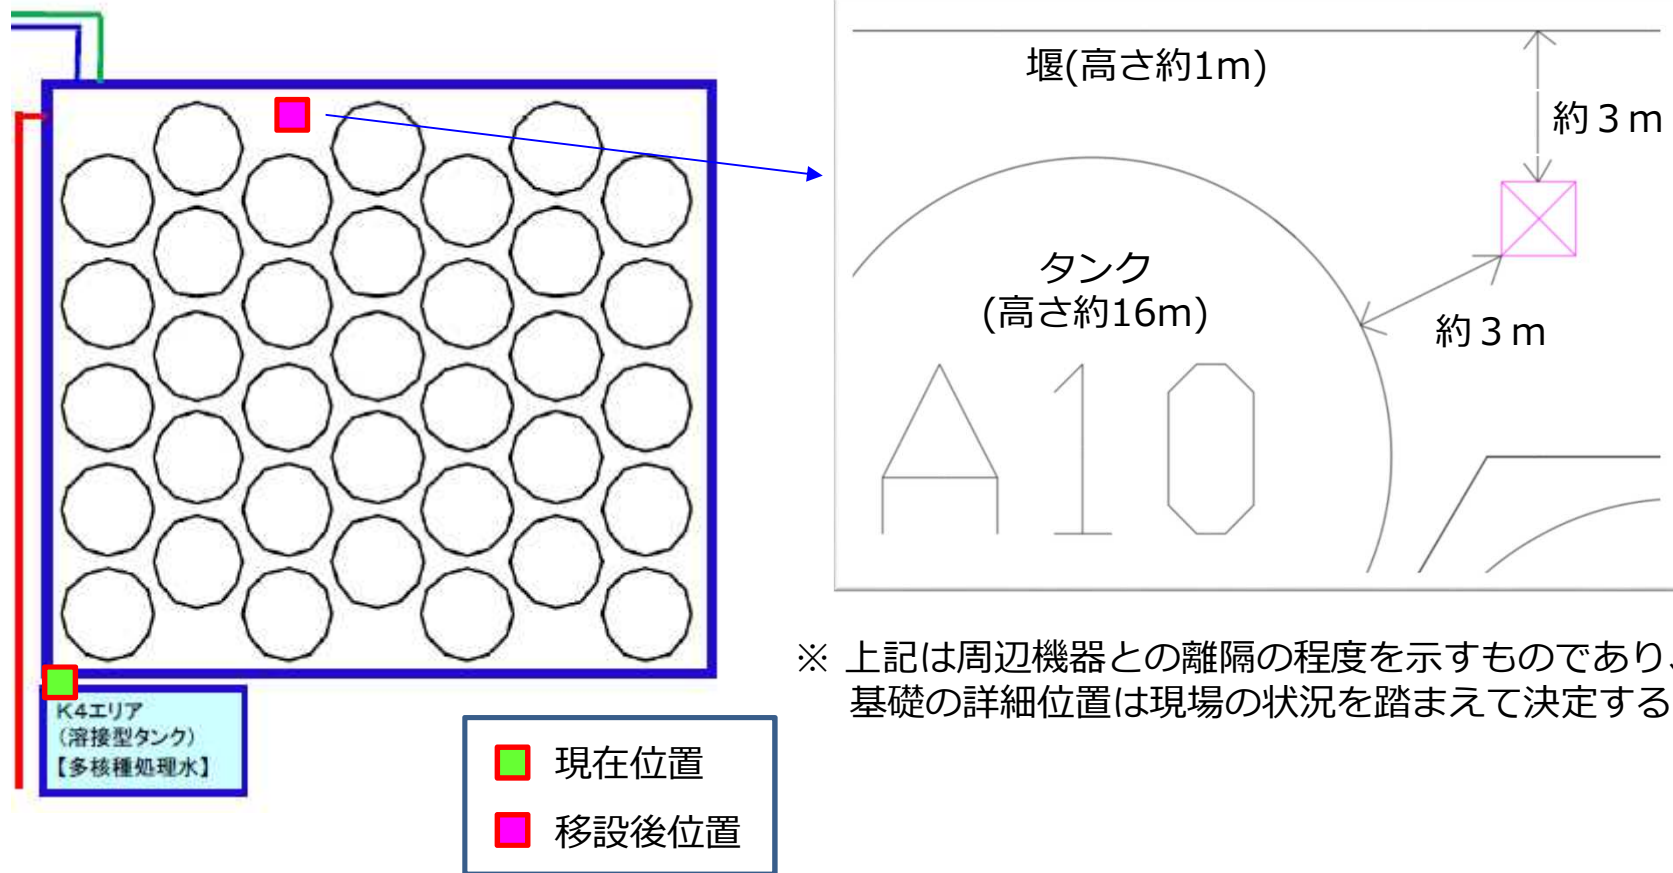 堰(高さ約1m)
約３ｍ
タンク
(高さ約16m)
約３ｍ
A10
※ 上記は周辺機器との離隔の程度を示すものであり、
基礎の詳細位置は現場の状況を踏まえて決定する
K4エリア
（溶接型タンク）
【多核種処理水】
現在位置
移設後位置